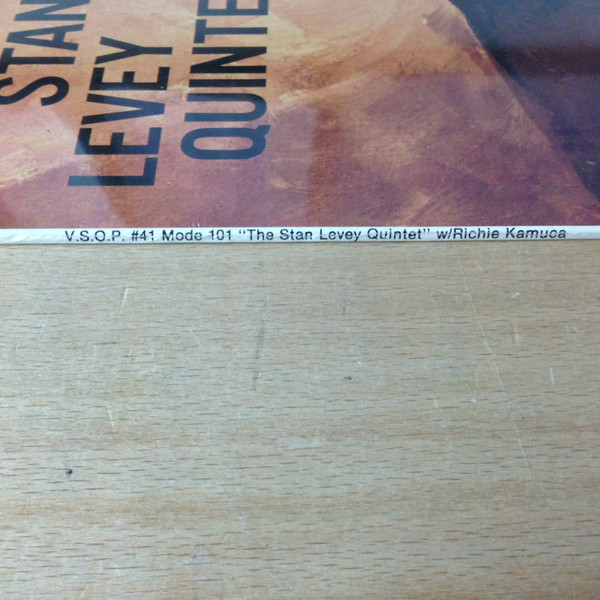 STAN
LEVEY
QUINTE
V.S.O.P. #41 Mode 101 "The Stan Levey Quintet" w/Richie Kamuca